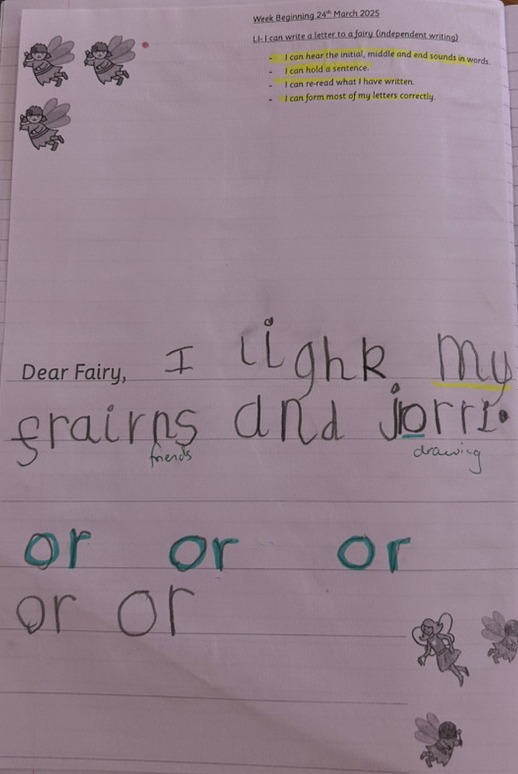 Week Beginning 24th March 2025
LI- I can write a letter to a fairy. (independent writing)
- I can hear the initial, middle and end sounds in words.
- I can hold a sentence.
- I can re-read what I have written.
- I can form most of my letters correctly.
Dear Fairy, I lighk my
frairns and jorri.
friends drawing
or or or
or or